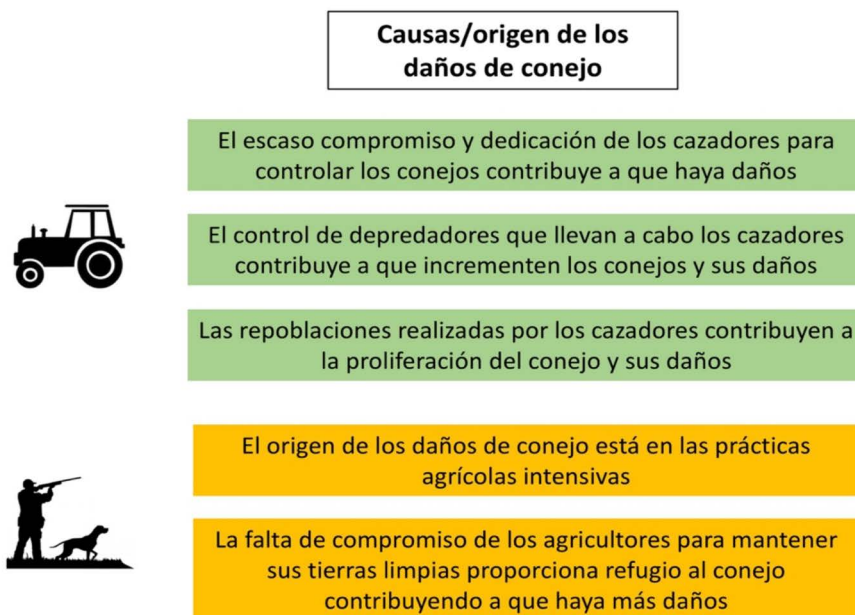 Causas/origen de los
daños de conejo
El escaso compromiso y dedicación de los cazadores para
controlar los conejos contribuye a que haya daños
El control de depredadores que llevan a cabo los cazadores
contribuye a que incrementen los conejos y sus daños
Las repoblaciones realizadas por los cazadores contribuyen a
la proliferación del conejo y sus daños
El origen de los daños de conejo está en las prácticas
agrícolas intensivas
La falta de compromiso de los agricultores para mantener
sus tierras limpias proporciona refugio al conejo
contribuyendo a que haya más daños